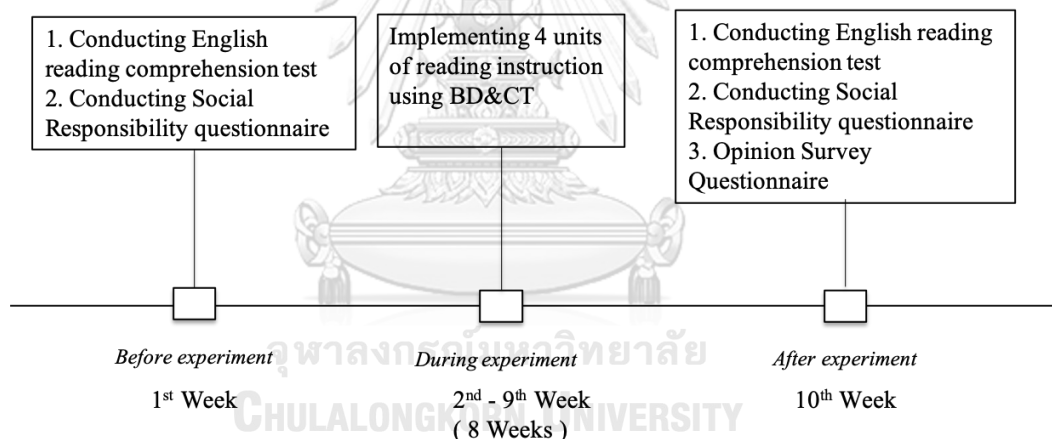 1. Conducting English
reading comprehension test
2. Conducting Social
Responsibility questionnaire
Implementing 4 units
of reading instruction
using BD&CT
1. Conducting English reading
comprehension test
2. Conducting Social
Responsibility questionnaire
3. Opinion Survey
Questionnaire
Before experiment
1st Week
During experiment
2nd - 9th Week
( 8 Weeks )
After experiment
10th Week
จุฬาลงกรณ์มหาวิทยาลัย
CHULALONGKORN UNIVERSITY